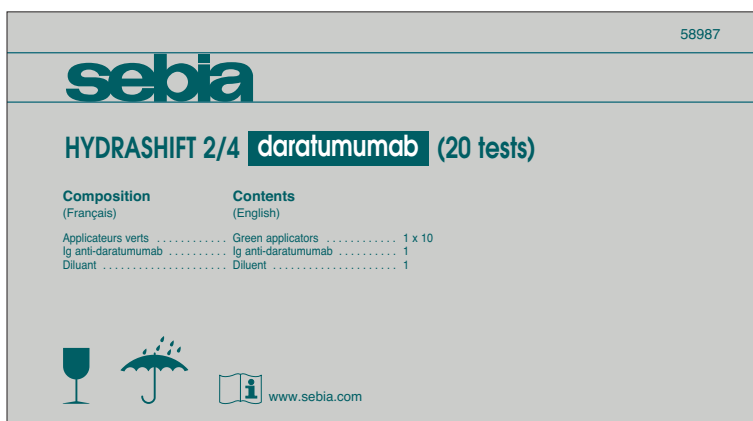 58987
sebia
HYDRASHIFT 2/4 daratumumab (20 tests)
Composition Contents
(Français) (English)
Applicateurs verts ............ Green applicators ............ 1 x 10
Ig anti-daratumumab .......... Ig anti-daratumumab .......... 1
Diluant ..................... Diluent ..................... 1
i www.sebia.com